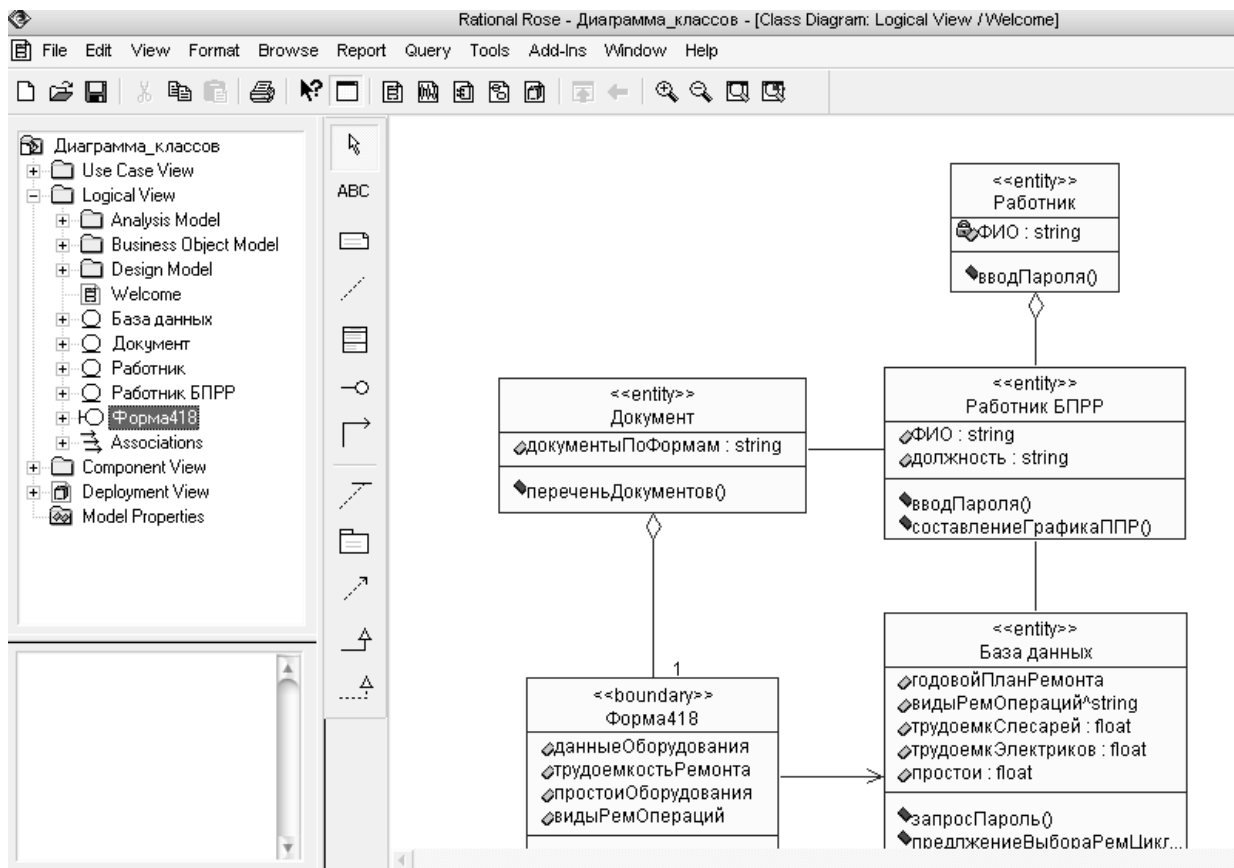 Rational Rose - Диаграмма_классов - [Class Diagram: Logical View / Welcome]
File Edit View Format Browse Report Query Tools Add-Ins Window Help
Диаграмма_классов
Use Case View
Logical View
Analysis Model
Business Object Model
Design Model
Welcome
База данных
Документ
Работник
Работник БПРР
Форма418
Associations
Component View
Deployment View
Model Properties
ABC
<<entity>>
Работник
ФИО : string
вводПароля()
<<entity>>
Документ
документыПоФормам : string
переченьДокументов()
<<entity>>
Работник БПРР
ФИО : string
должность : string
вводПароля()
составлениеГрафикаППР()
1
<<boundary>>
Форма418
данныеОборудования
трудоемкостьРемонта
простоиОборудования
видыРемОпераций
<<entity>>
База данных
годовойПланРемонта
видыРемОпераций^string
трудоемкСлесарей : float
трудоемкЭлектриков : float
простои : float
запросПароль()
предлжениеВыбораРемЦикл...